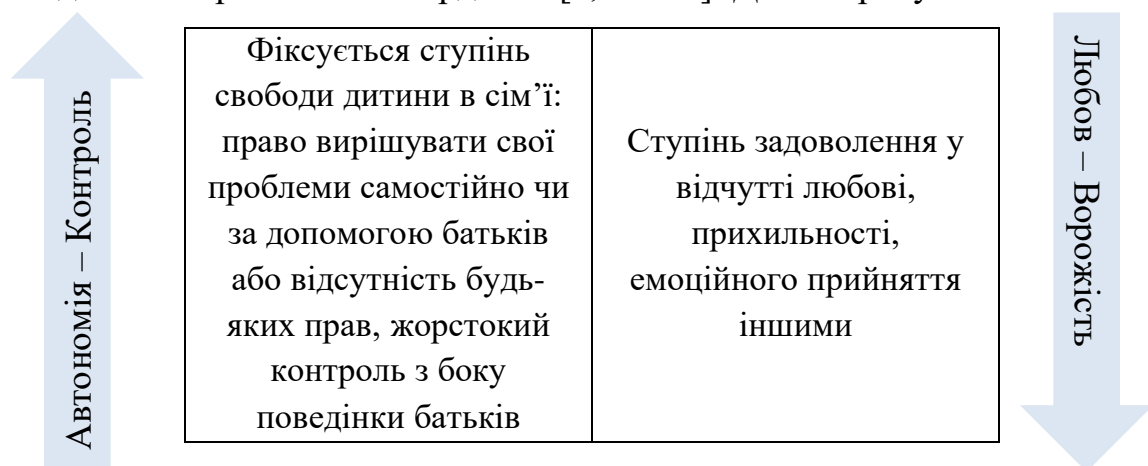 Автономія – Контроль
Фіксується ступінь
свободи дитини в сім’ї:
право вирішувати свої
проблеми самостійно чи
за допомогою батьків
або відсутність будь-
яких прав, жорстокий
контроль з боку
поведінки батьків
Ступінь задоволення у
відчутті любові,
прихильності,
емоційного прийняття
іншими
Любов – Ворожість